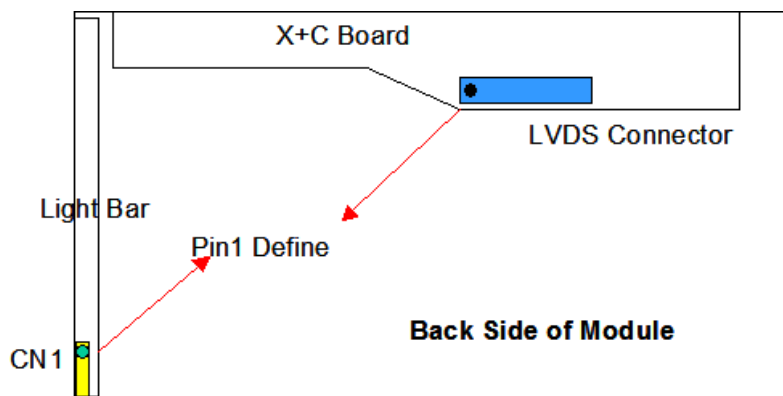 X+C Board
LVDS Connector
Light Bar
Pin1 Define
Back Side of Module
CN1